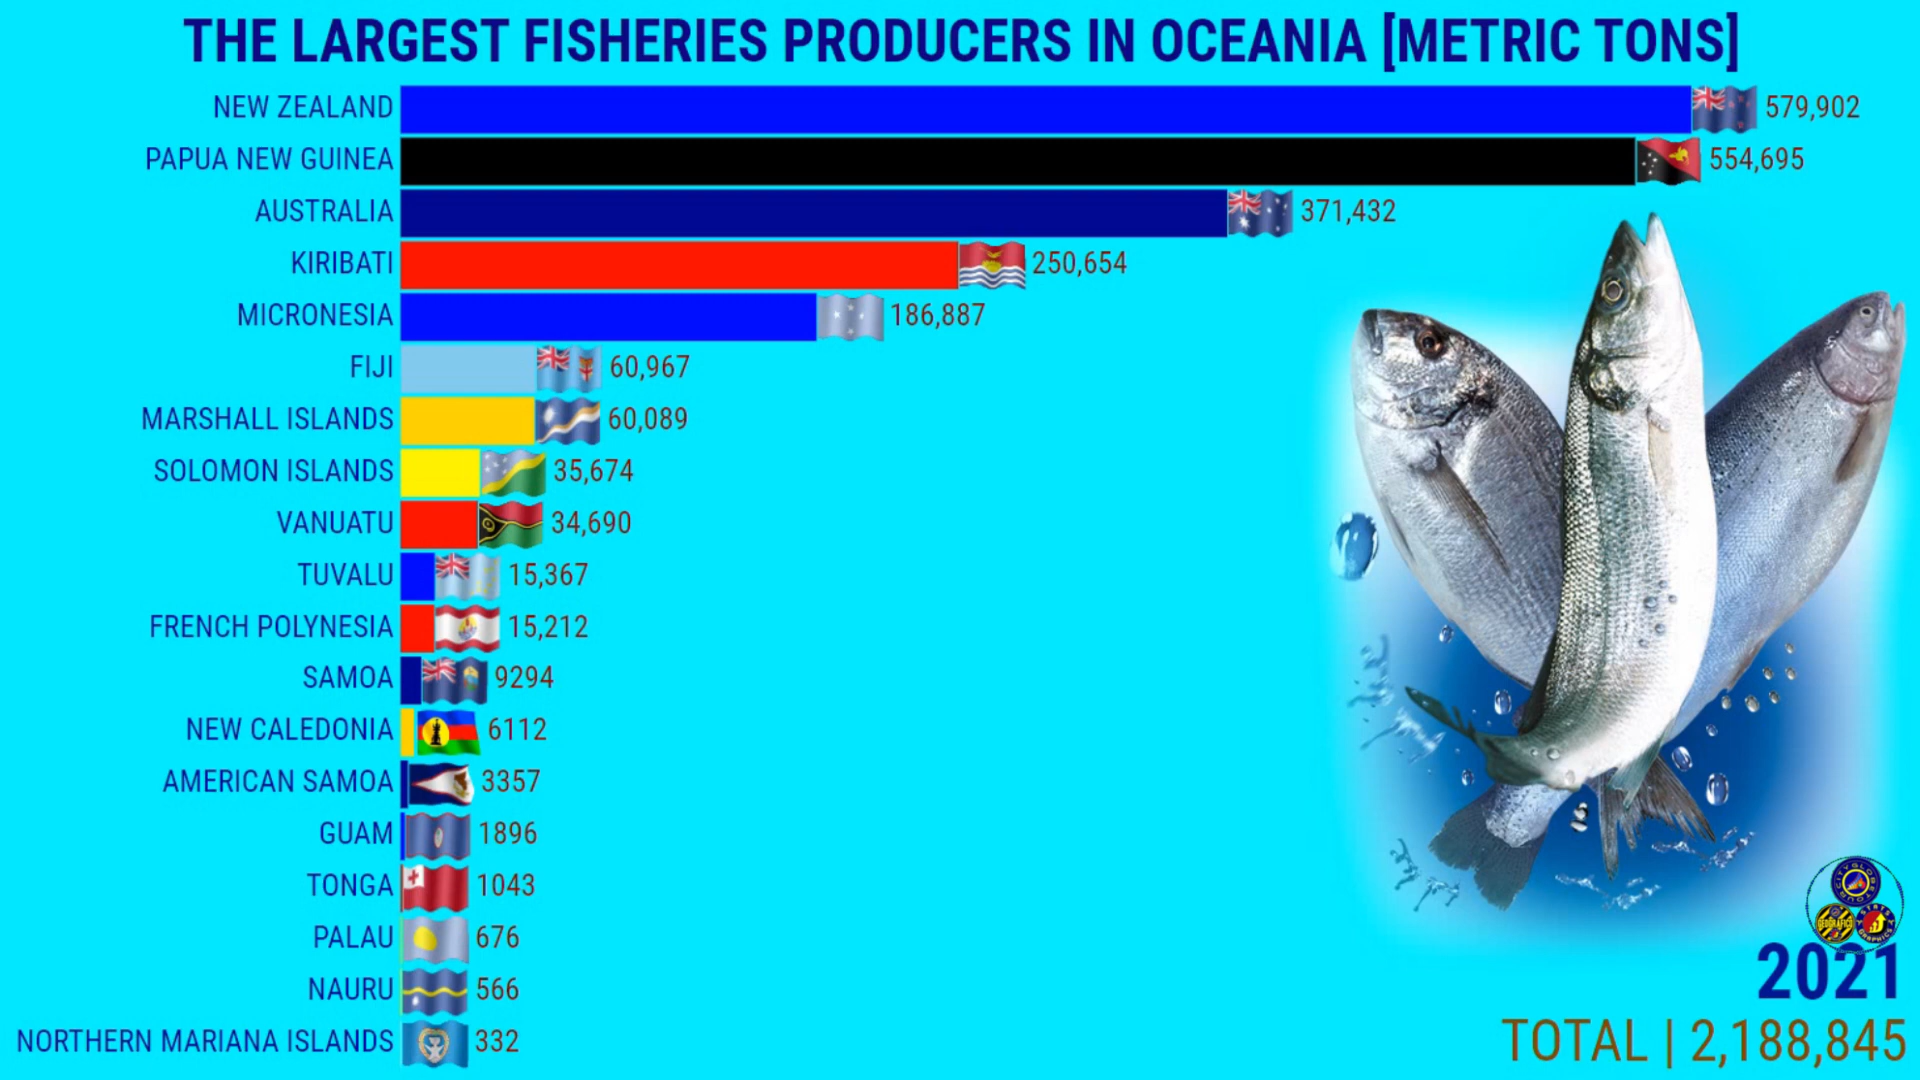 THE LARGEST FISHERIES PRODUCERS IN OCEANIA [METRIC TONS]
NEW ZEALAND 579,902
PAPUA NEW GUINEA 554,695
AUSTRALIA 371,432
KIRIBATI 250,654
MICRONESIA 186,887
FIJI 60,967
MARSHALL ISLANDS 60,089
SOLOMON ISLANDS 35,674
VANUATU 34,690
TUVALU 15,367
FRENCH POLYNESIA 15,212
SAMOA 9294
NEW CALEDONIA 6112
AMERICAN SAMOA 3357
GUAM 1896
TONGA 1043
PALAU 676
NAURU 566
NORTHERN MARIANA ISLANDS 332
2021
TOTAL | 2,188,845